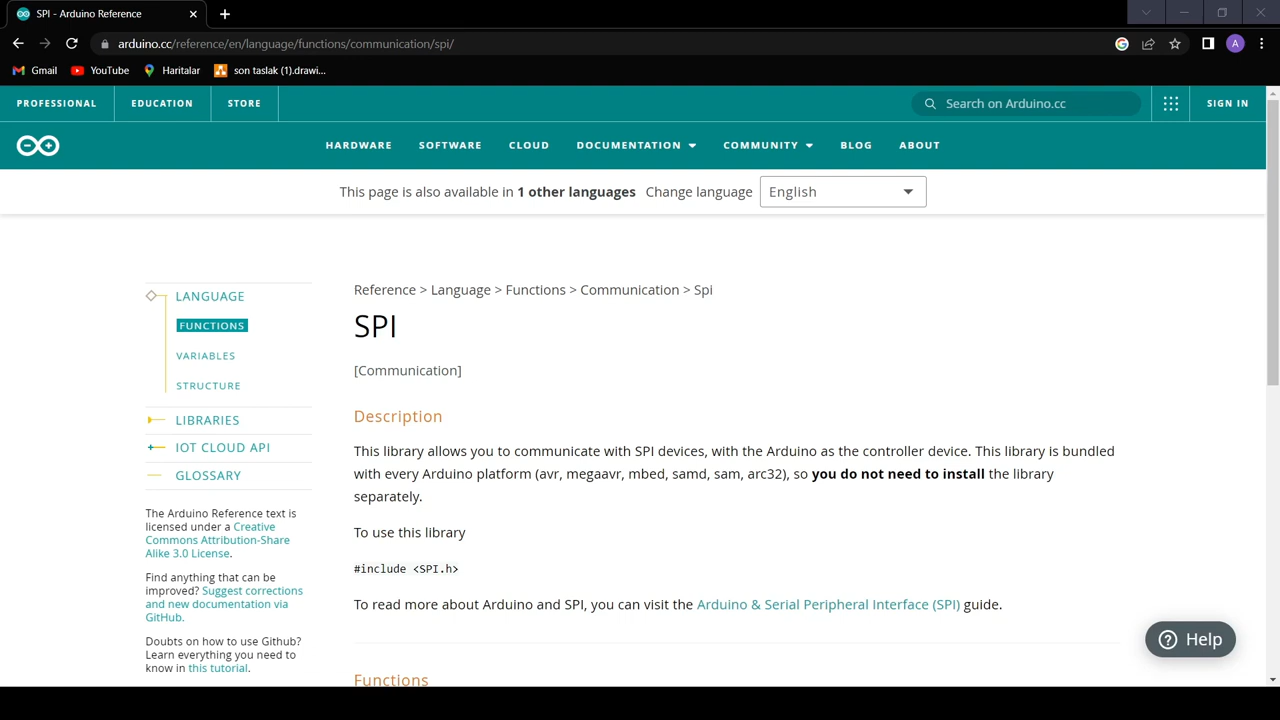 SPI - Arduino Reference
arduino.cc/reference/en/language/functions/communication/spi/
A
Gmail
YouTube
Haritalar
son taslak (1).drawi...
PROFESSIONAL
EDUCATION
STORE
Search on Arduino.cc
SIGN IN
HARDWARE
SOFTWARE
CLOUD
DOCUMENTATION
COMMUNITY
BLOG
ABOUT
This page is also available in 1 other languages
Change language
English
LANGUAGE
FUNCTIONS
VARIABLES
STRUCTURE
LIBRARIES
IOT CLOUD API
GLOSSARY
The Arduino Reference text is
licensed under a Creative
Commons Attribution-Share
Alike 3.0 License.
Find anything that can be
improved? Suggest corrections
and new documentation via
GitHub.
Doubts on how to use Github?
Learn everything you need to
know in this tutorial.
Reference > Language > Functions > Communication > Spi
SPI
[Communication]
Description
This library allows you to communicate with SPI devices, with the Arduino as the controller device. This library is bundled
with every Arduino platform (avr, megaavr, mbed, samd, sam, arc32), so you do not need to install the library
separately.
To use this library
#include <SPI.h>
To read more about Arduino and SPI, you can visit the Arduino & Serial Peripheral Interface (SPI) guide.
Functions
Help